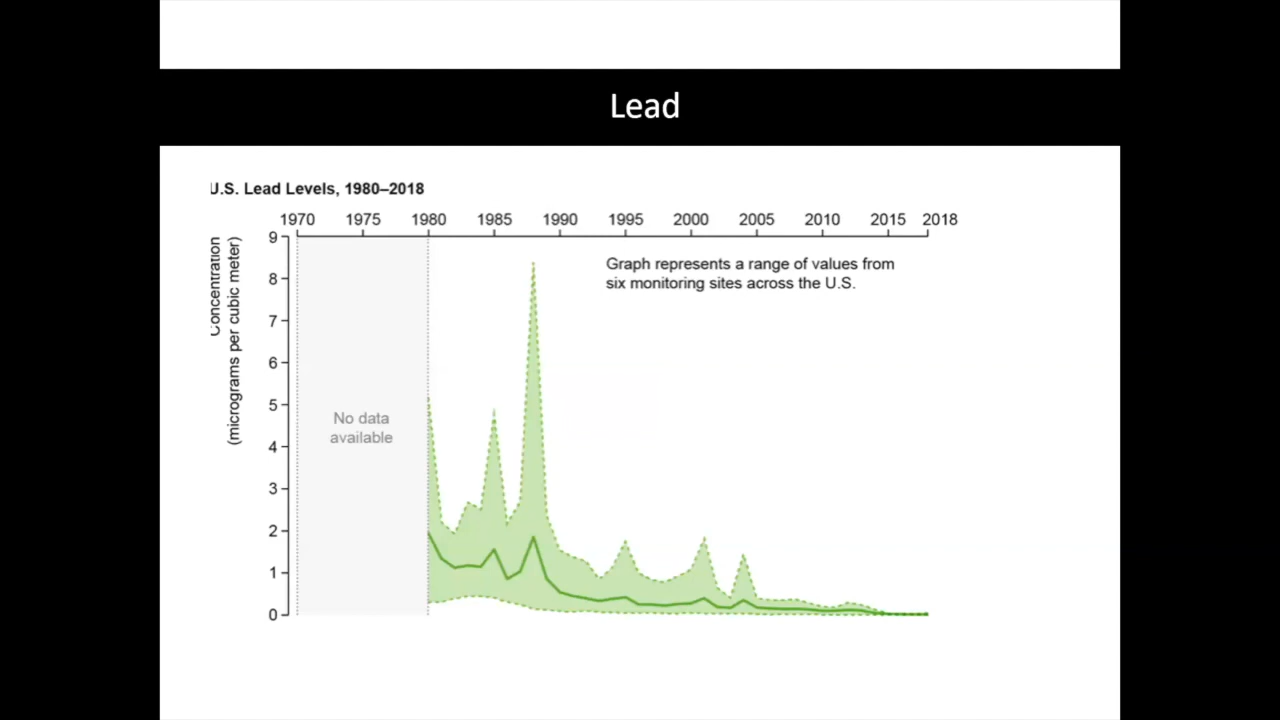 Lead
U.S. Lead Levels, 1980–2018
1970 1975 1980 1985 1990 1995 2000 2005 2010 2015 2018
Concentration
(micrograms per cubic meter)
9
8
7
6
5
4
3
2
1
0
Graph represents a range of values from
six monitoring sites across the U.S.
No data
available